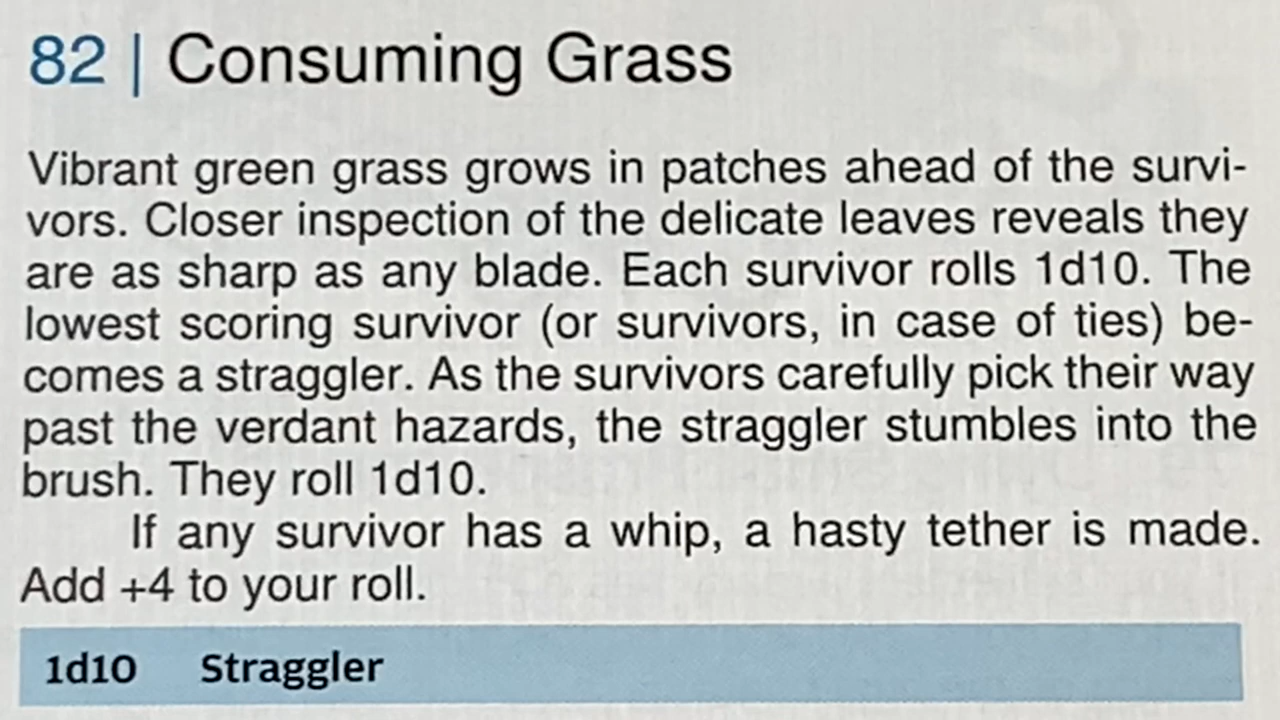 82 | Consuming Grass
Vibrant green grass grows in patches ahead of the survi-
vors. Closer inspection of the delicate leaves reveals they
are as sharp as any blade. Each survivor rolls 1d10. The
lowest scoring survivor (or survivors, in case of ties) be-
comes a straggler. As the survivors carefully pick their way
past the verdant hazards, the straggler stumbles into the
brush. They roll 1d10.
If any survivor has a whip, a hasty tether is made.
Add +4 to your roll.
1d10 Straggler